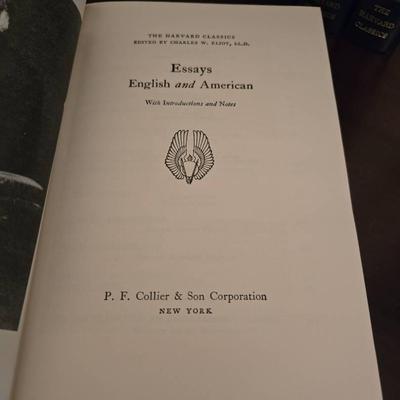 THE HARVARD CLASSICS
EDITED BY CHARLES W. ELIOT, LL.D.
Essays
English and American
With Introductions and Notes
P. F. Collier & Son Corporation
NEW YORK
THE
HARVARD
CLASSICS